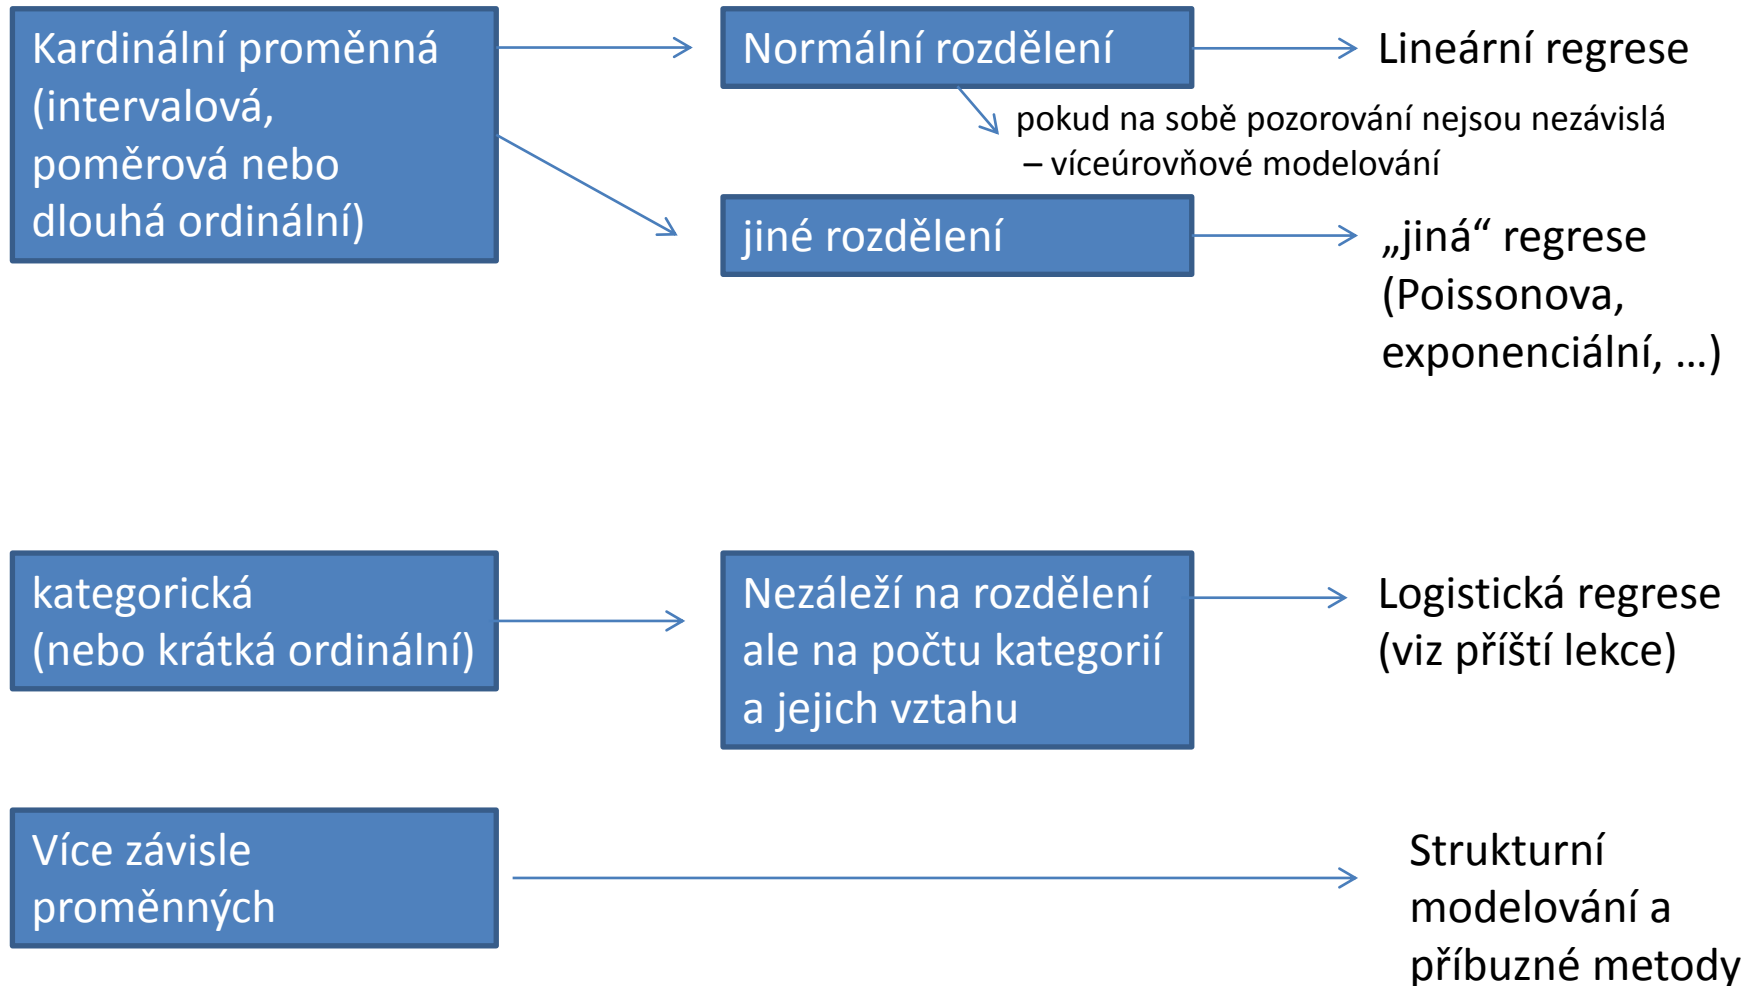 Kardinální proměnná
(intervalová,
poměrová nebo
dlouhá ordinální)
Normální rozdělení
Lineární regrese
pokud na sobě pozorování nejsou nezávislá
– víceúrovňové modelování
jiné rozdělení
„jiná“ regrese
(Poissonova,
exponenciální, …)
kategorická
(nebo krátká ordinální)
Nezáleží na rozdělení
ale na počtu kategorií
a jejich vztahu
Logistická regrese
(viz příští lekce)
Více závisle
proměnných
Strukturní
modelování a
příbuzné metody